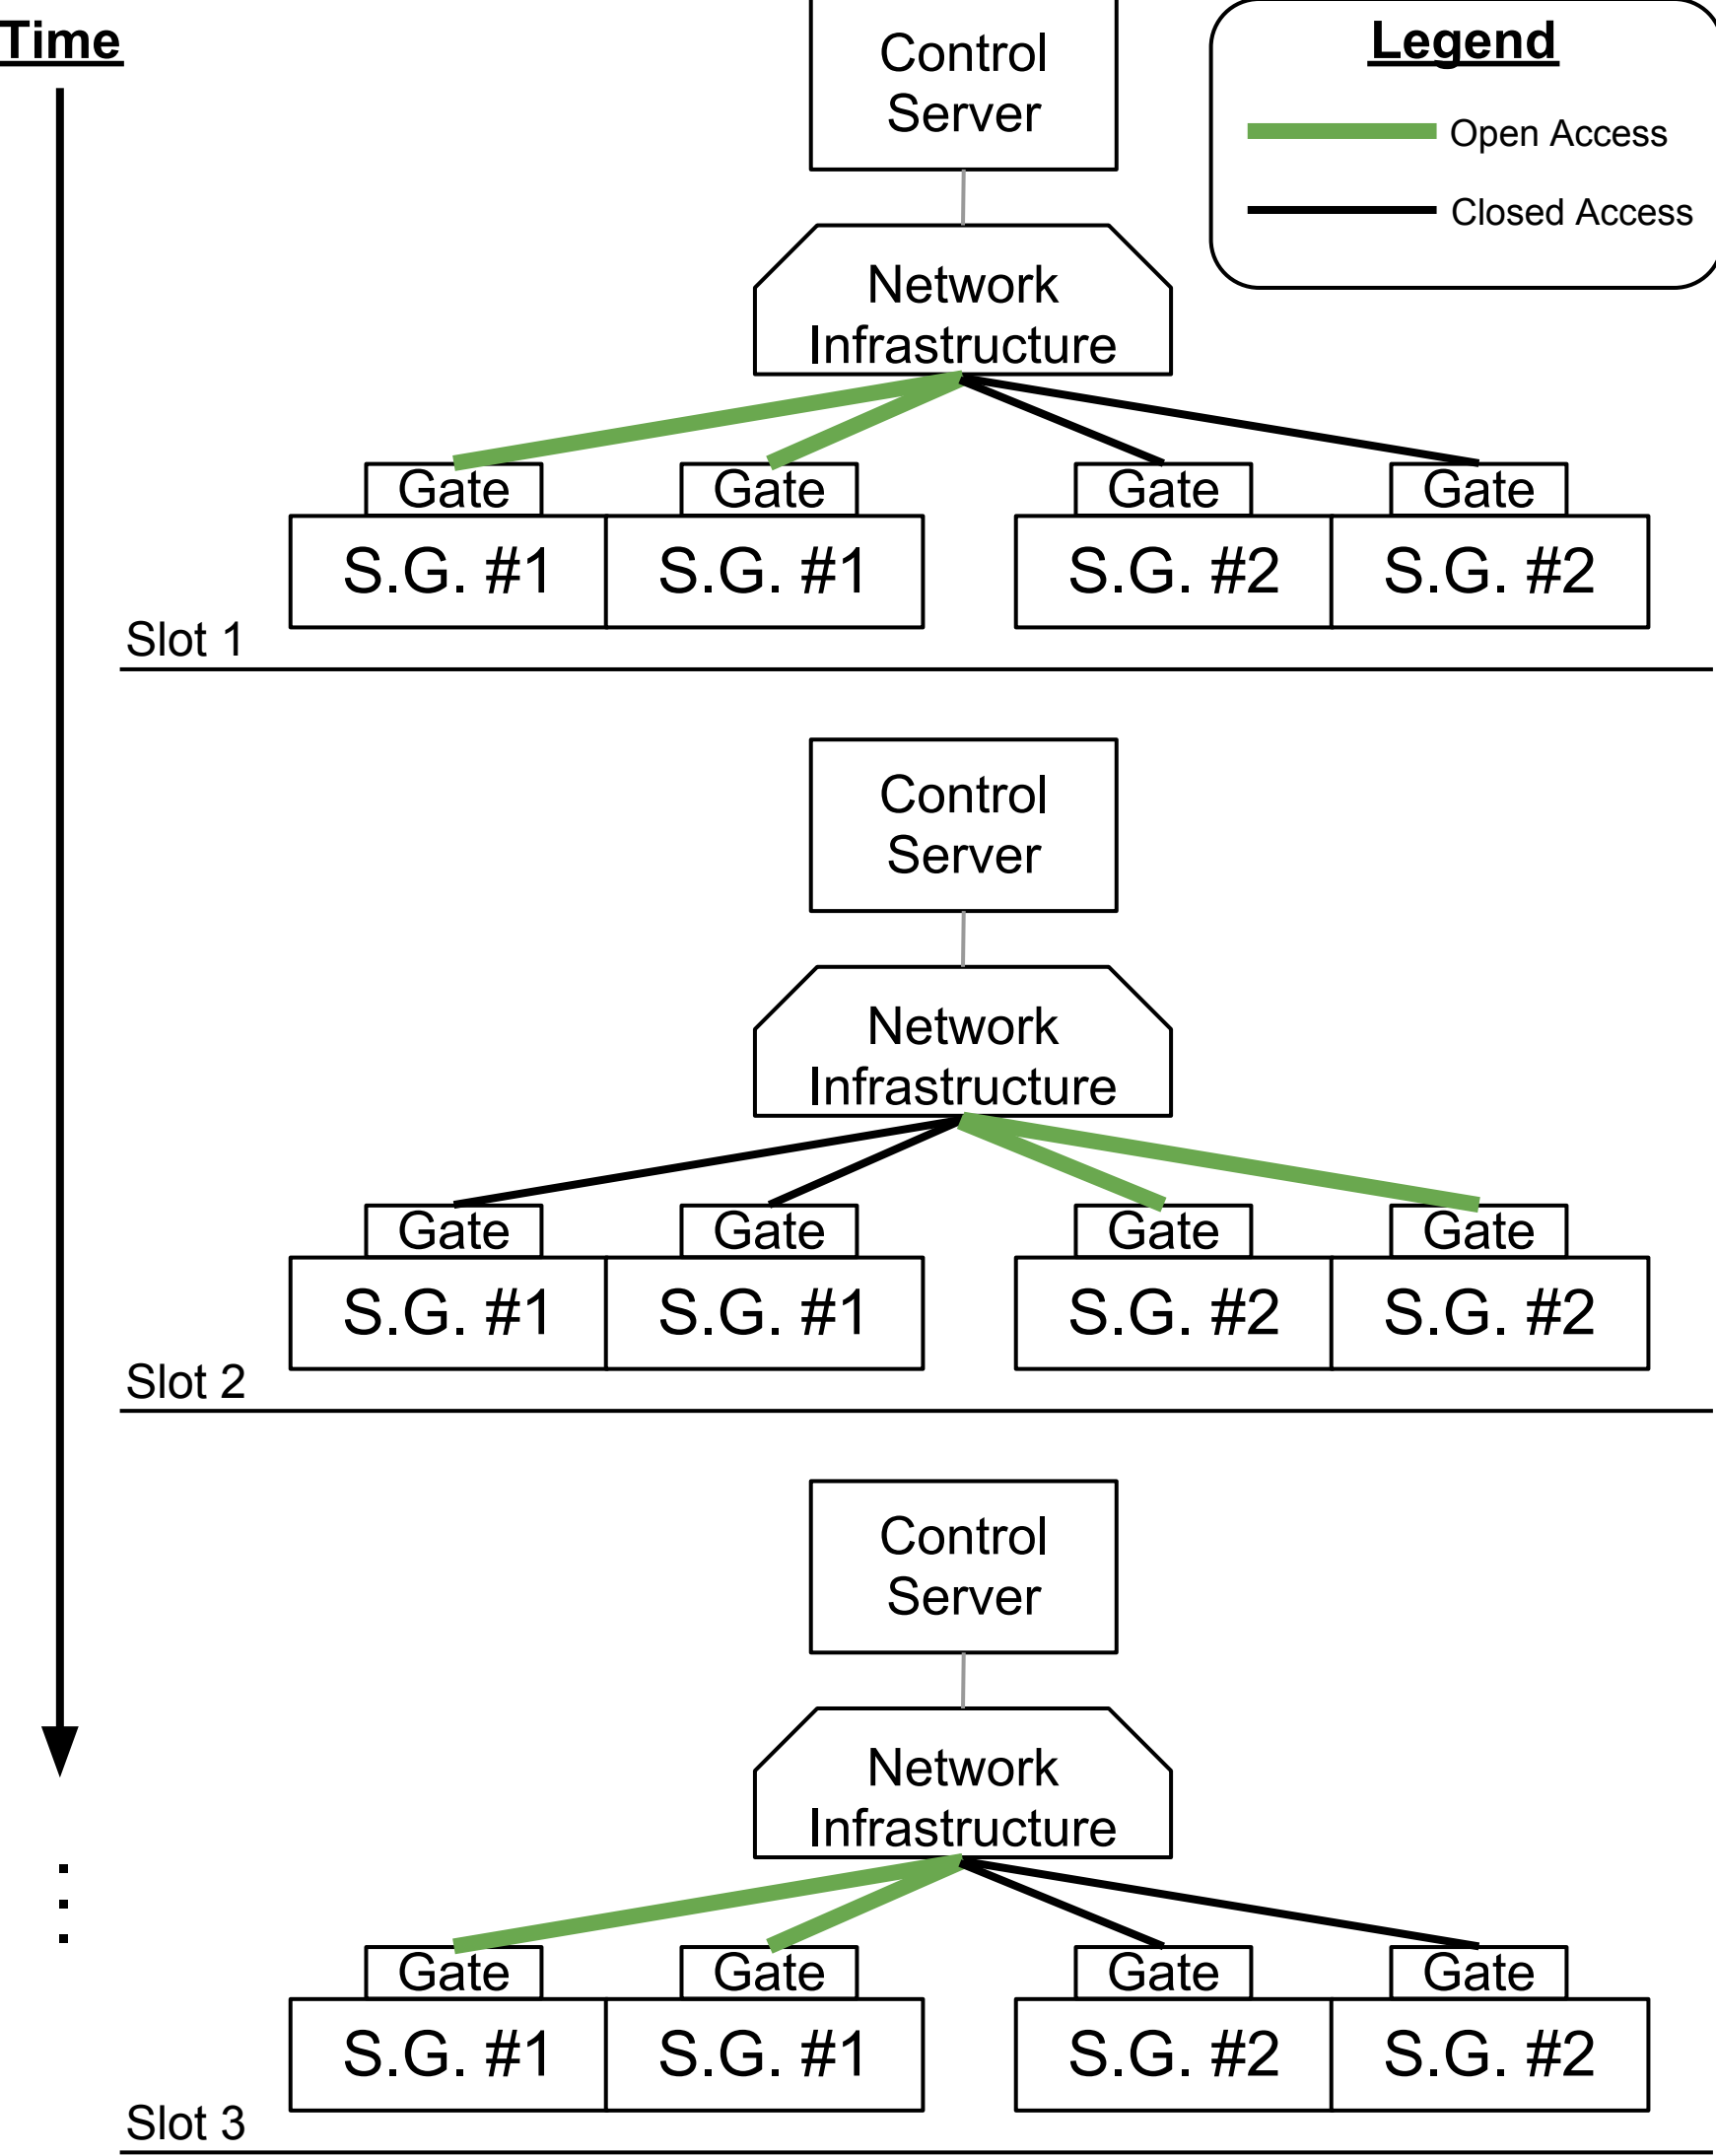 Time
Legend
Open Access
Closed Access
Control
Server
Network
Infrastructure
Gate Gate Gate Gate
S.G. #1 S.G. #1 S.G. #2 S.G. #2
Slot 1
Control
Server
Network
Infrastructure
Gate Gate Gate Gate
S.G. #1 S.G. #1 S.G. #2 S.G. #2
Slot 2
Control
Server
Network
Infrastructure
Gate Gate Gate Gate
S.G. #1 S.G. #1 S.G. #2 S.G. #2
Slot 3